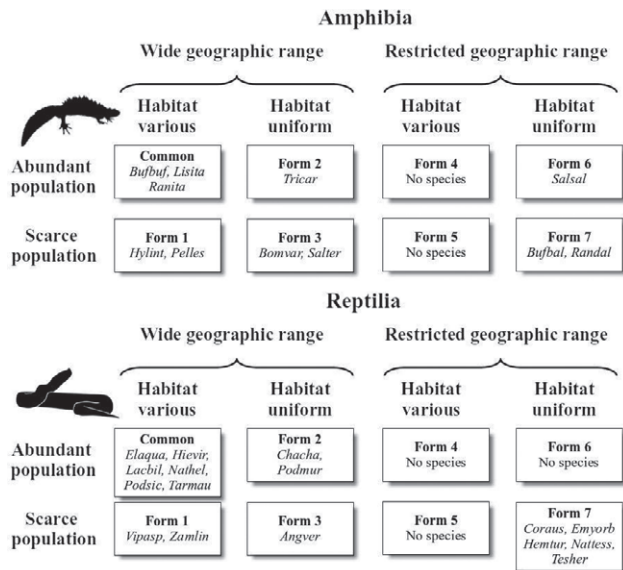 Amphibia
Wide geographic range
Restricted geographic range
Habitat various
Habitat uniform
Habitat various
Habitat uniform
Abundant population
Common
Bufbuf, Lisita
Ranita
Form 2
Tricar
Form 4
No species
Form 6
Salsal
Scarce population
Form 1
Hylint, Pelles
Form 3
Bomvar, Salter
Form 5
No species
Form 7
Bufbal, Randal
Reptilia
Wide geographic range
Restricted geographic range
Habitat various
Habitat uniform
Habitat various
Habitat uniform
Abundant population
Common
Elaqua, Hievir,
Lacbil, Nathel,
Podsic, Tarmau
Form 2
Chacha,
Podmur
Form 4
No species
Form 6
No species
Scarce population
Form 1
Vipasp, Zamlin
Form 3
Angver
Form 5
No species
Form 7
Coraus, Emyorb
Hemtur, Nattess,
Tesher